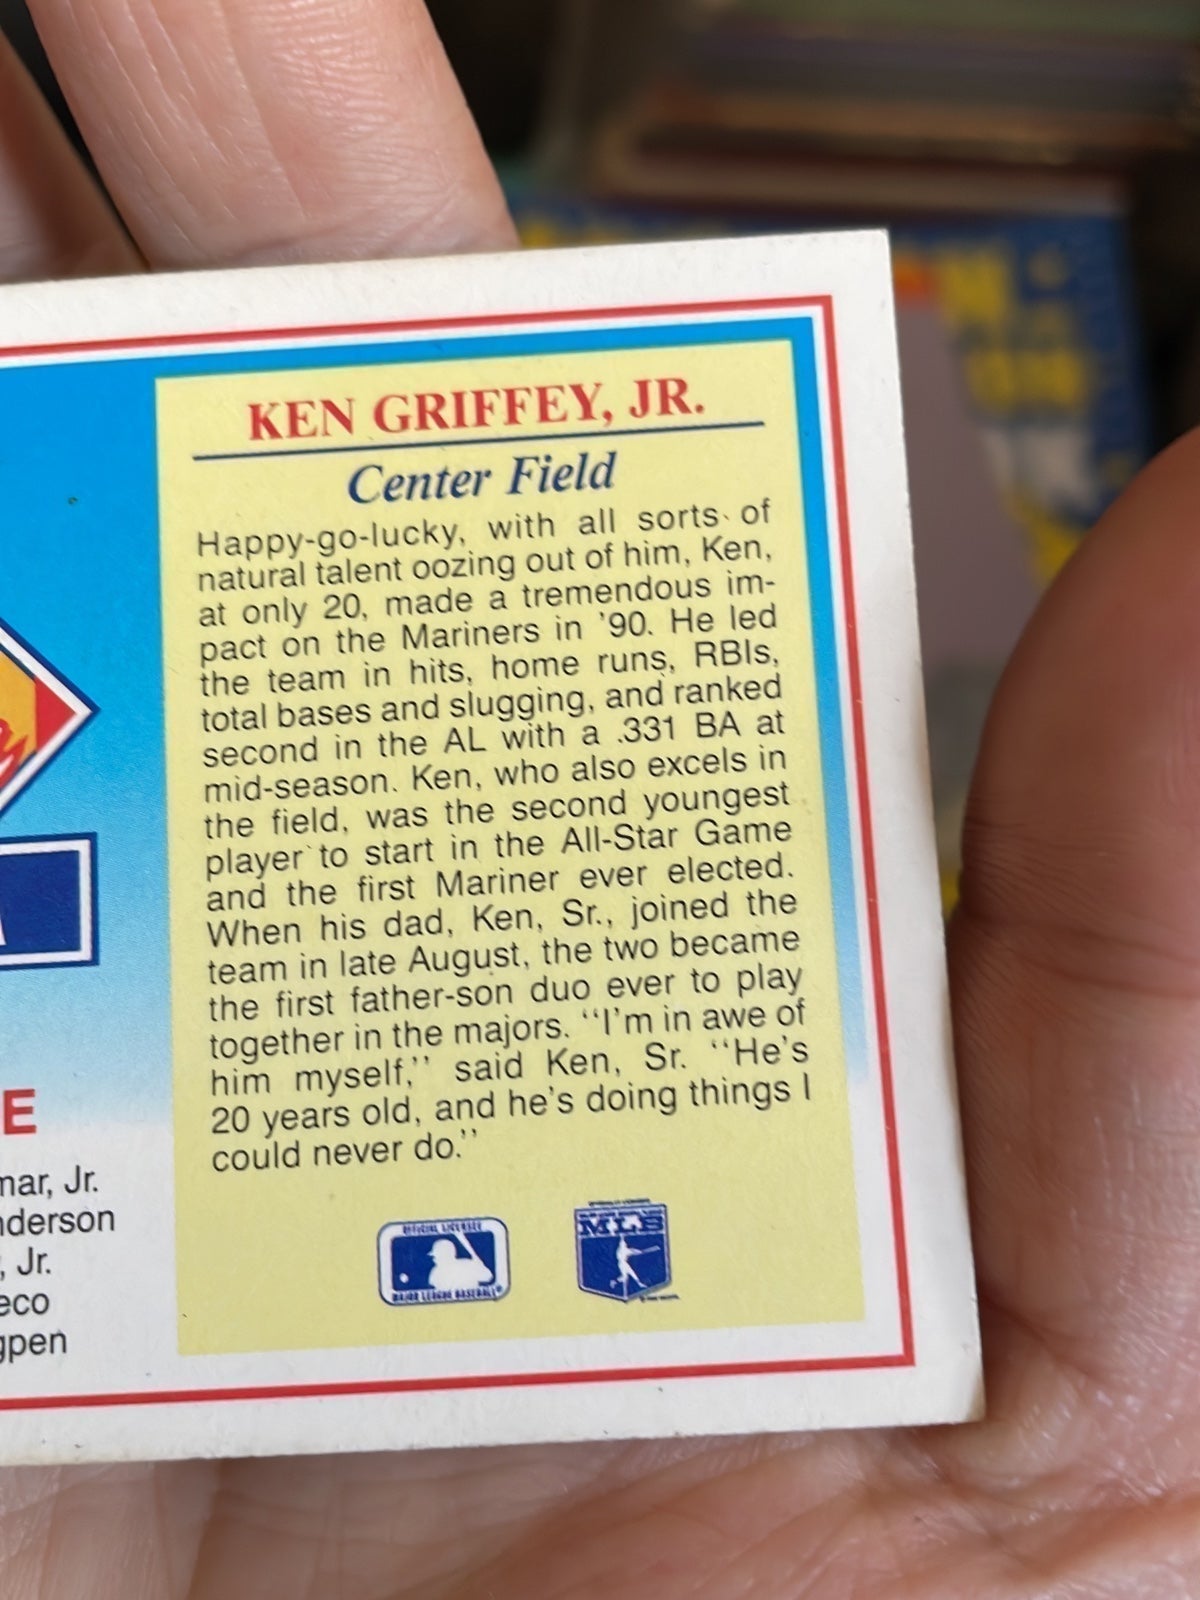 KEN GRIFFEY, JR.
Center Field
Happy-go-lucky, with all sorts of
natural talent oozing out of him, Ken,
at only 20, made a tremendous im-
pact on the Mariners in '90. He led
the team in hits, home runs, RBIs,
total bases and slugging, and ranked
second in the AL with a .331 BA at
mid-season. Ken, who also excels in
the field, was the second youngest
player to start in the All-Star Game
and the first Mariner ever elected.
When his dad, Ken, Sr., joined the
team in late August, the two became
the first father-son duo ever to play
together in the majors. ‘‘I'm in awe of
him myself,’’ said Ken, Sr. ‘‘He's
20 years old, and he's doing things I
could never do.’’
OFFICIAL LICENSEE
MAJOR LEAGUE BASEBALL
MLB
E
mar, Jr.
nderson
, Jr.
eco
gpen